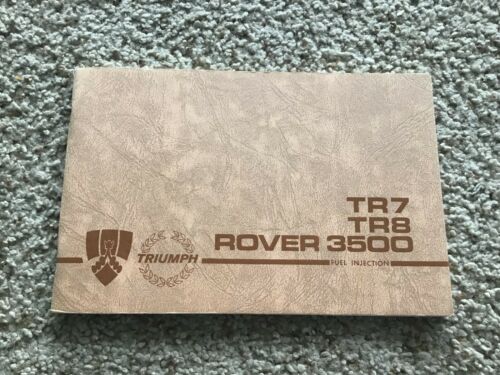 TR7
TR8
ROVER 3500
TRIUMPH
FUEL INJECTION